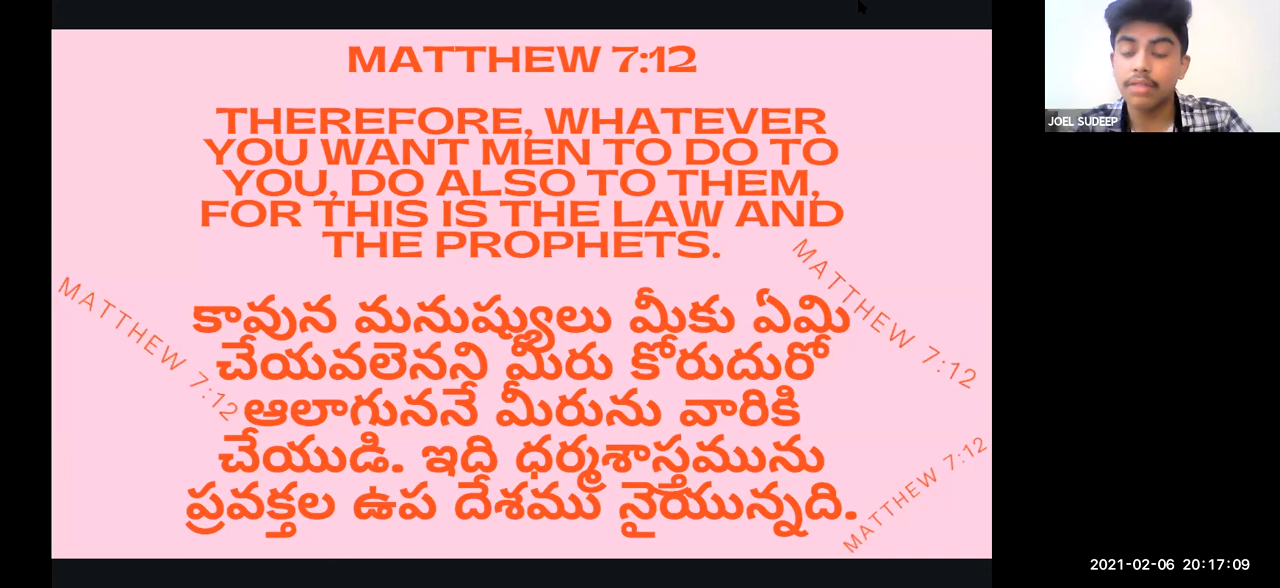 MATTHEW 7:12
THEREFORE, WHATEVER
YOU WANT MEN TO DO TO
YOU, DO ALSO TO THEM,
FOR THIS IS THE LAW AND
THE PROPHETS.
కావున మనుష్యులు మీకు ఏమి
చేయవలెనని మీరు కోరుదురో
ఆలాగుననే మీరును వారికి
చేయుడి. ఇది ధర్మశాస్త్రమును
ప్రవక్తల ఉప దేశము నైయున్నది.
MATTHEW 7:12
MATTHEW 7:12
MATTHEW 7:12
JOEL SUDEEP
2021-02-06 20:17:09